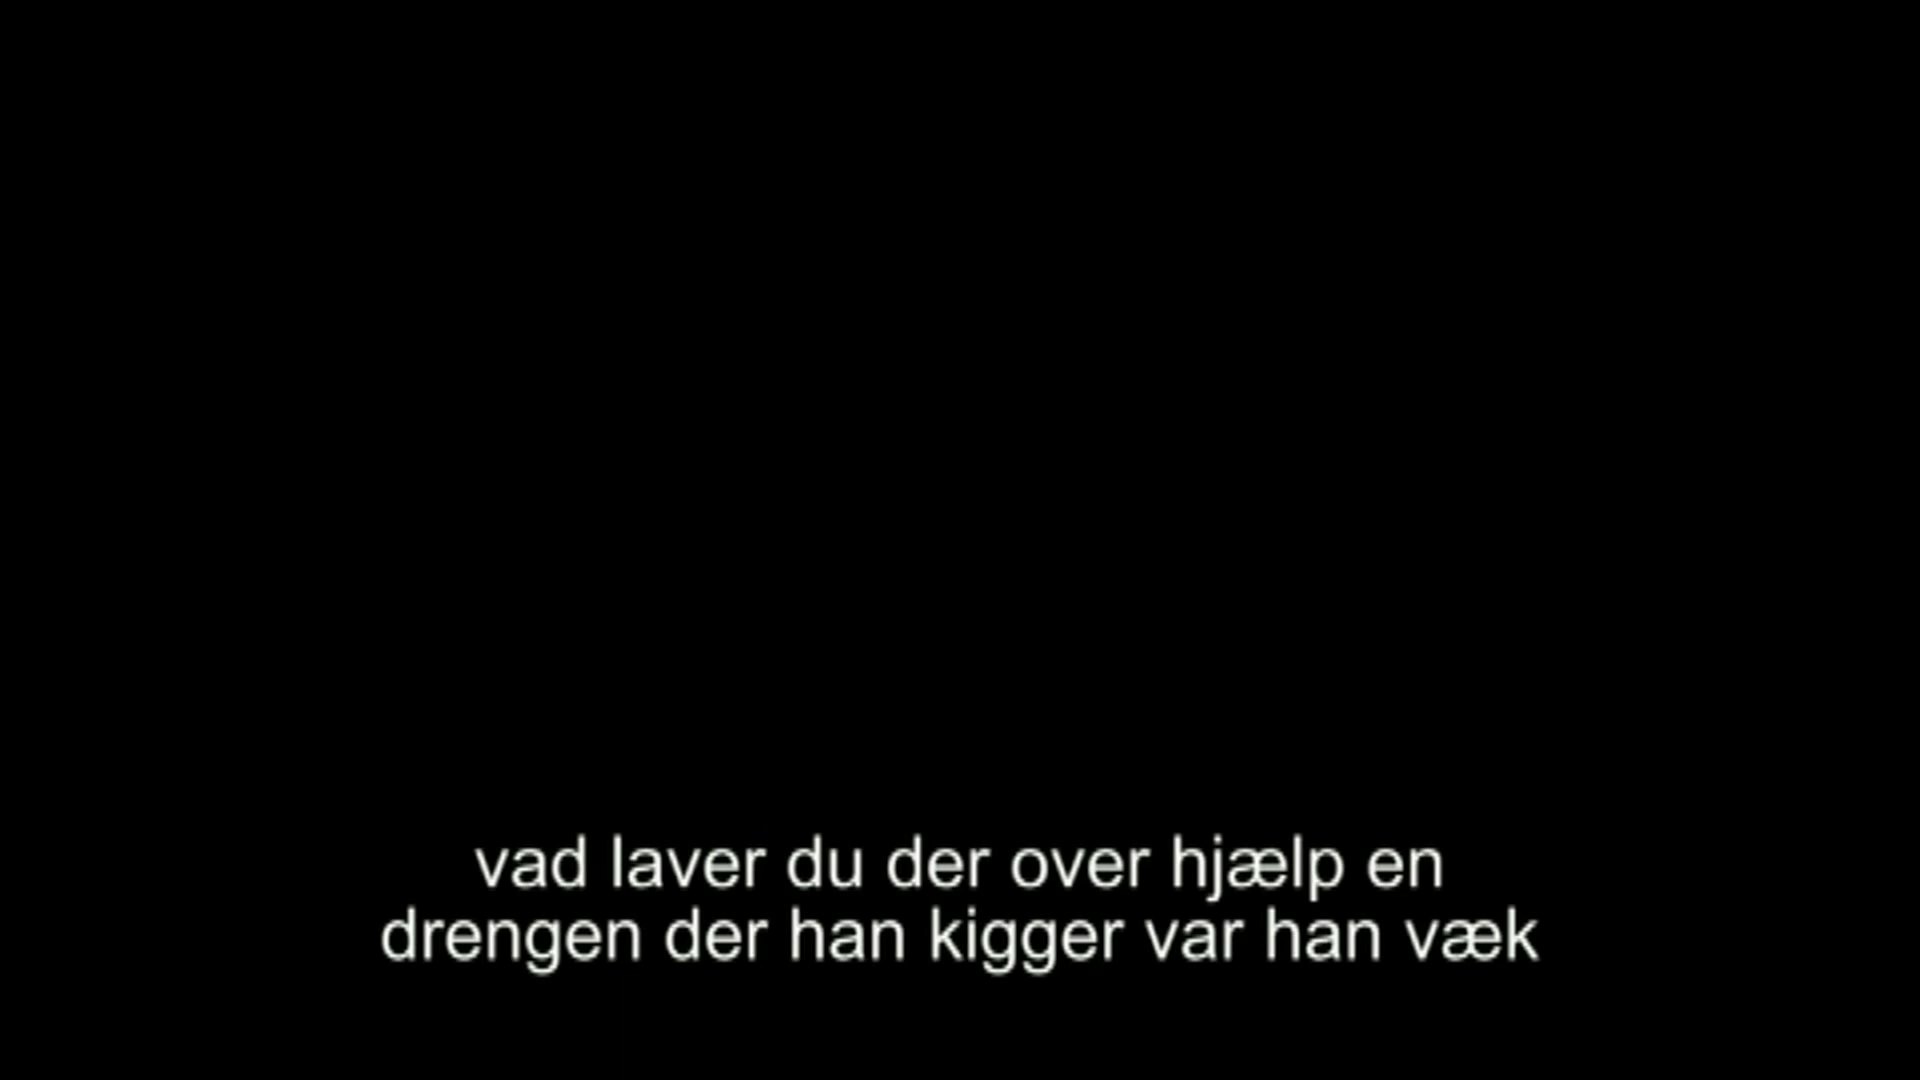 vad laver du der over hjælp en
drengen der han kigger var han væk